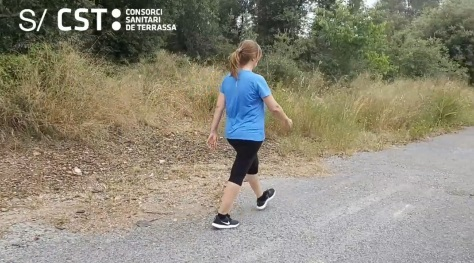 S/ CST:
CONSORCI
SANITARI
DE TERRASSA